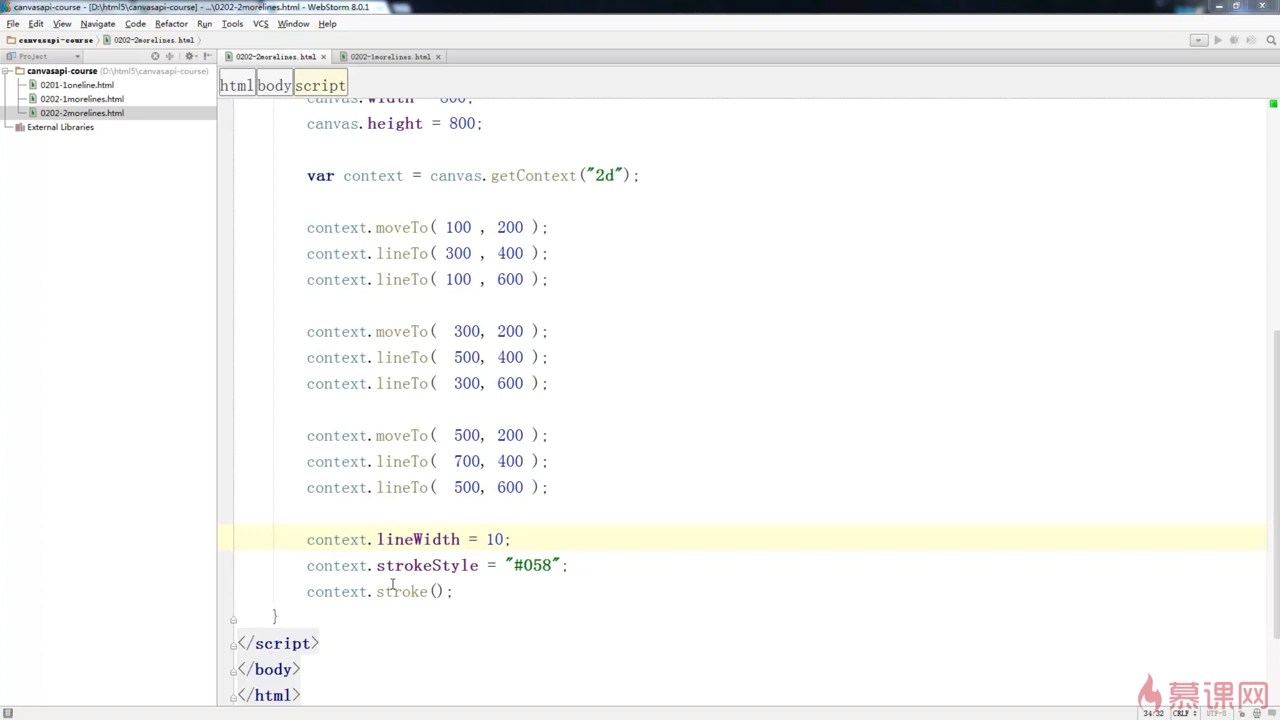 canvasapi-course - [D:\html5\canvasapi-course] - ...\0202-2morelines.html - WebStorm 8.0.1
File Edit View Navigate Code Refactor Run Tools VCS Window Help
canvasapi-course 0202-2morelines.html
Project
0202-2morelines.html 0202-1morelines.html
canvasapi-course (D:\html5\canvasapi-course)
0201-1oneline.html
0202-1morelines.html
0202-2morelines.html
External Libraries
html body script
canvas.width = 800;
canvas.height = 800;
var context = canvas.getContext("2d");
context.moveTo( 100 , 200 );
context.lineTo( 300 , 400 );
context.lineTo( 100 , 600 );
context.moveTo( 300, 200 );
context.lineTo( 500, 400 );
context.lineTo( 300, 600 );
context.moveTo( 500, 200 );
context.lineTo( 700, 400 );
context.lineTo( 500, 600 );
context.lineWidth = 10;
context.strokeStyle = "#058";
context.stroke();
}
</script>
</body>
</html>
慕课网
34/32 CRLF UTF-8